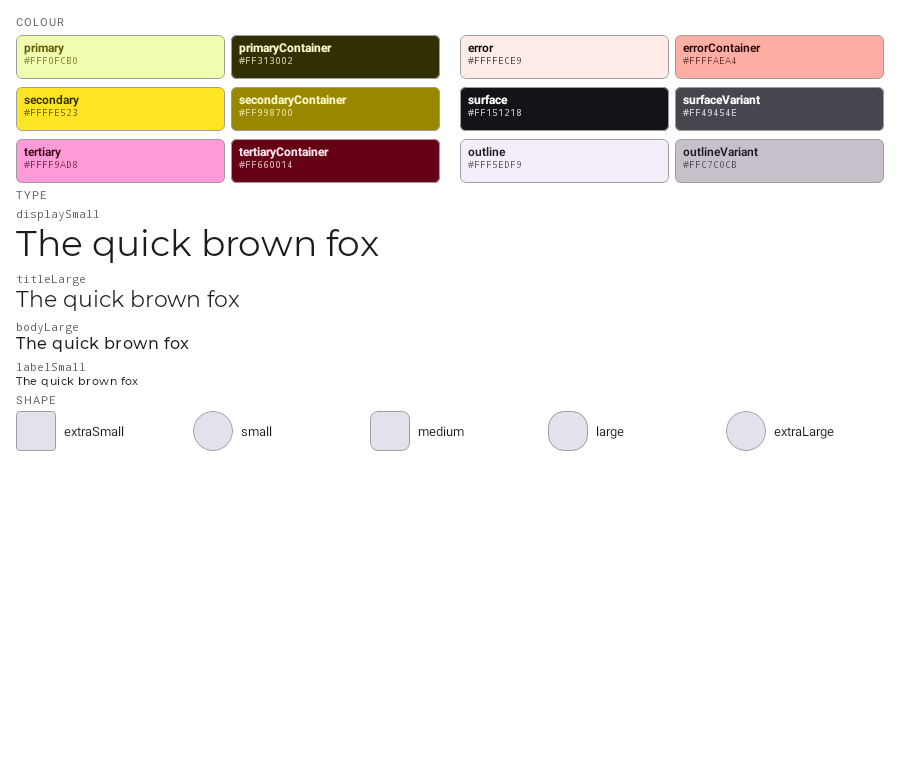 COLOUR
primary
#FFF0FCB0
primaryContainer
#FF313002
error
#FFFFECE9
errorContainer
#FFFFAEA4
secondary
#FFFFE523
secondaryContainer
#FF998700
surface
#FF151218
surfaceVariant
#FF49454E
tertiary
#FFFF9AD8
tertiaryContainer
#FF660014
outline
#FFF5EDF9
outlineVariant
#FFC7C0CB
TYPE
displaySmall
The quick brown fox
titleLarge
The quick brown fox
bodyLarge
The quick brown fox
labelSmall
The quick brown fox
SHAPE
extraSmall
small
medium
large
extraLarge